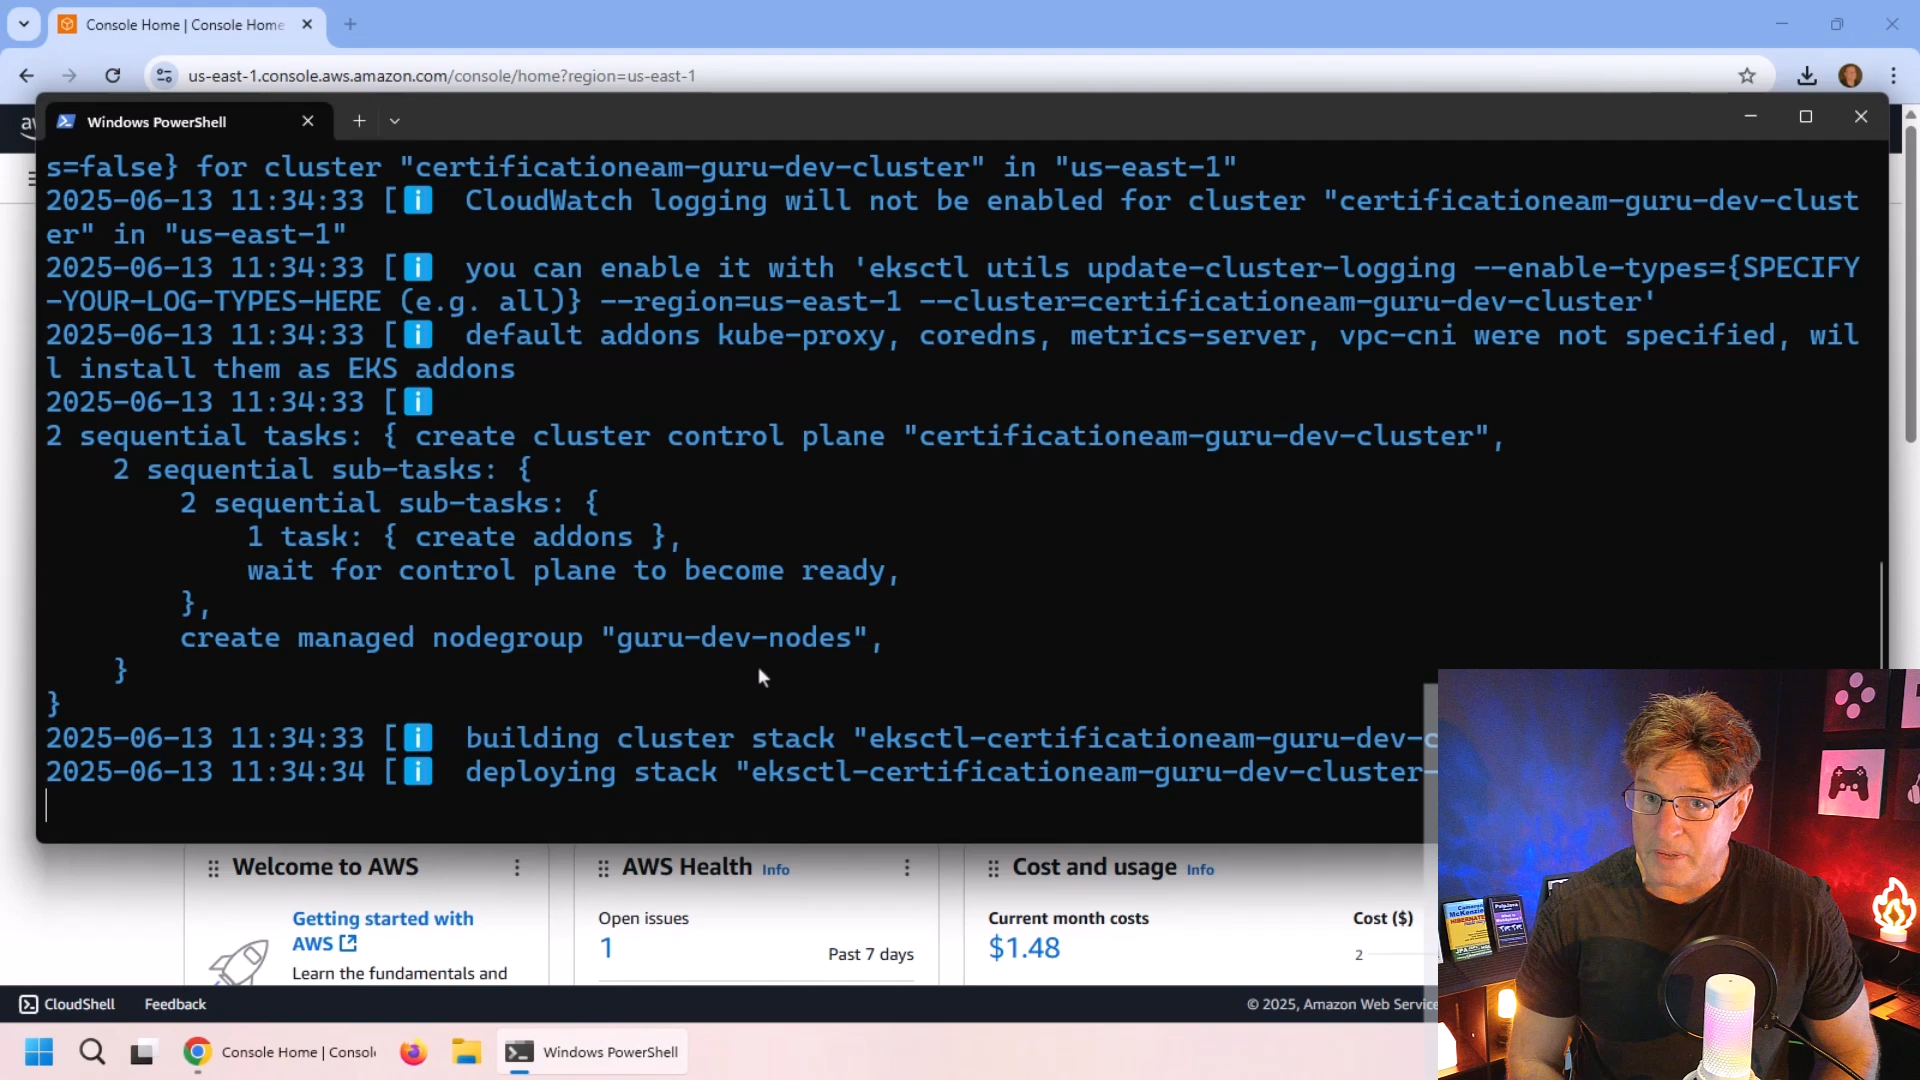 Console Home | Console Home
us-east-1.console.aws.amazon.com/console/home?region=us-east-1
Windows PowerShell
s=false} for cluster "certificationeam-guru-dev-cluster" in "us-east-1"
2025-06-13 11:34:33 [ℹ] CloudWatch logging will not be enabled for cluster "certificationeam-guru-dev-clust
er" in "us-east-1"
2025-06-13 11:34:33 [ℹ] you can enable it with 'eksctl utils update-cluster-logging --enable-types={SPECIFY
-YOUR-LOG-TYPES-HERE (e.g. all)} --region=us-east-1 --cluster=certificationeam-guru-dev-cluster'
2025-06-13 11:34:33 [ℹ] default addons kube-proxy, coredns, metrics-server, vpc-cni were not specified, wil
l install them as EKS addons
2025-06-13 11:34:33 [ℹ]
2 sequential tasks: { create cluster control plane "certificationeam-guru-dev-cluster",
2 sequential sub-tasks: {
2 sequential sub-tasks: {
1 task: { create addons },
wait for control plane to become ready,
},
create managed nodegroup "guru-dev-nodes",
}
}
2025-06-13 11:34:33 [ℹ] building cluster stack "eksctl-certificationeam-guru-dev-c
2025-06-13 11:34:34 [ℹ] deploying stack "eksctl-certificationeam-guru-dev-cluster-
Welcome to AWS
AWS Health Info
Cost and usage Info
Getting started with
AWS
Learn the fundamentals and
Open issues
1
Past 7 days
Current month costs
$1.48
Cost ($)
2
CloudShell Feedback
© 2025, Amazon Web Service
Console Home | Consol
Windows PowerShell